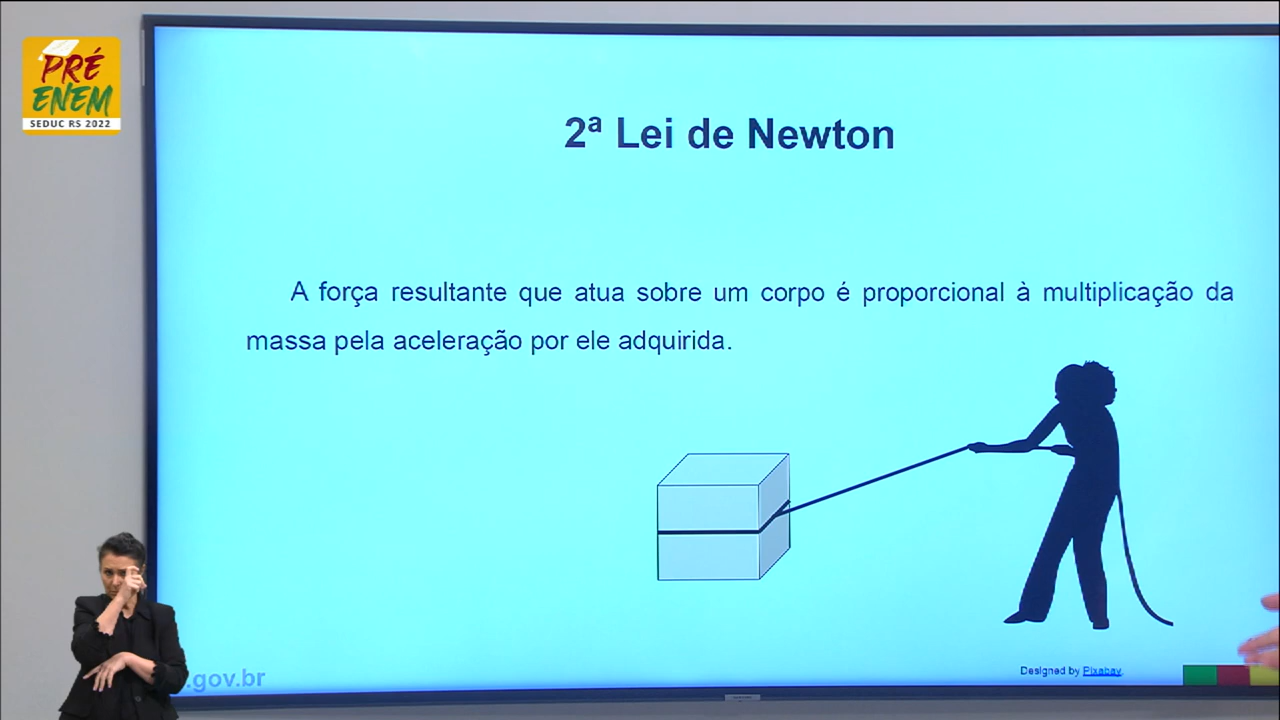 PRÉ
ENEM
SEDUC RS 2022
2ª Lei de Newton
A força resultante que atua sobre um corpo é proporcional à multiplicação da
massa pela aceleração por ele adquirida.
.gov.br
Designed by Pixabay.